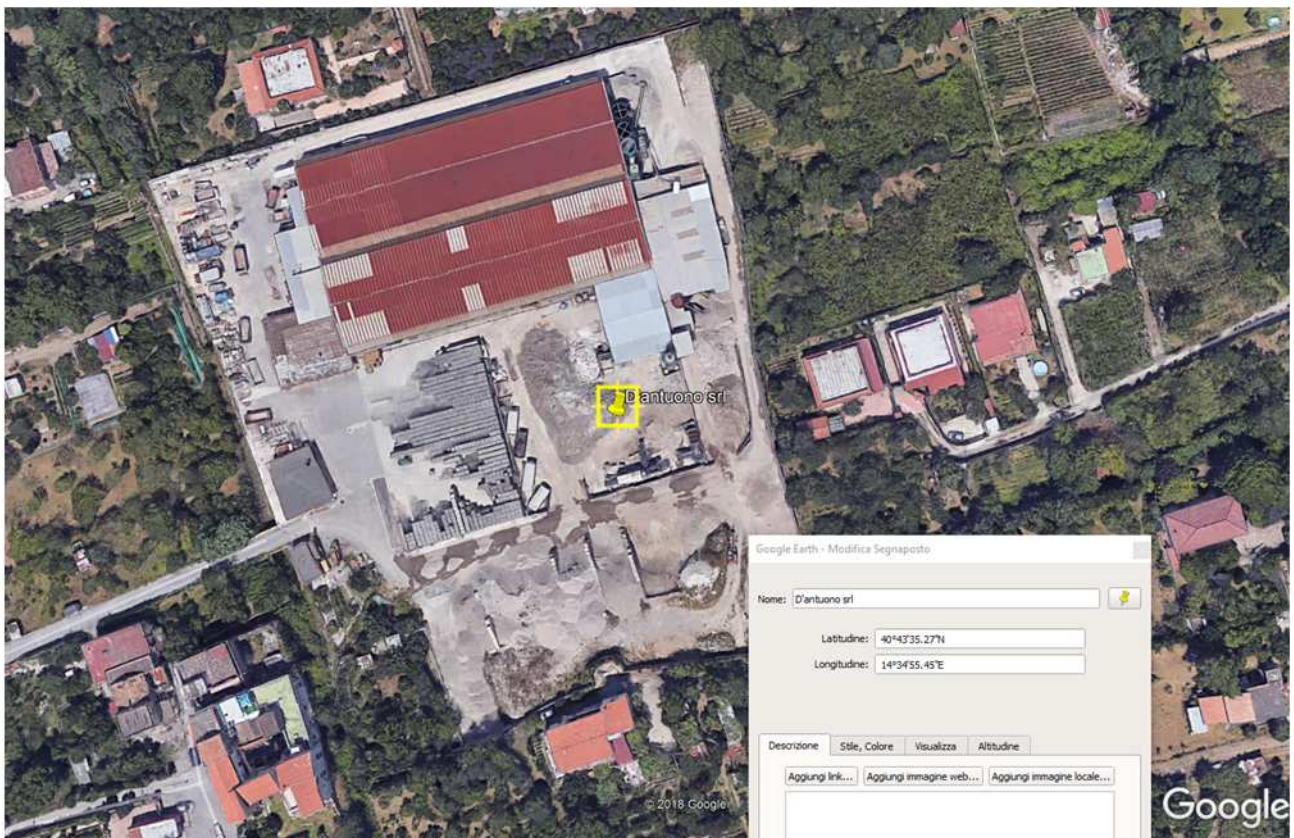 D'antuono srl
Google Earth - Modifica Segnaposto
Nome: D'antuono srl
Latitudine: 40°43'35.27"N
Longitudine: 14°34'55.45"E
Descrizione Stile, Colore Visualizza Altitudine
Aggiungi link... Aggiungi immagine web... Aggiungi immagine locale...
© 2018 Google
Google